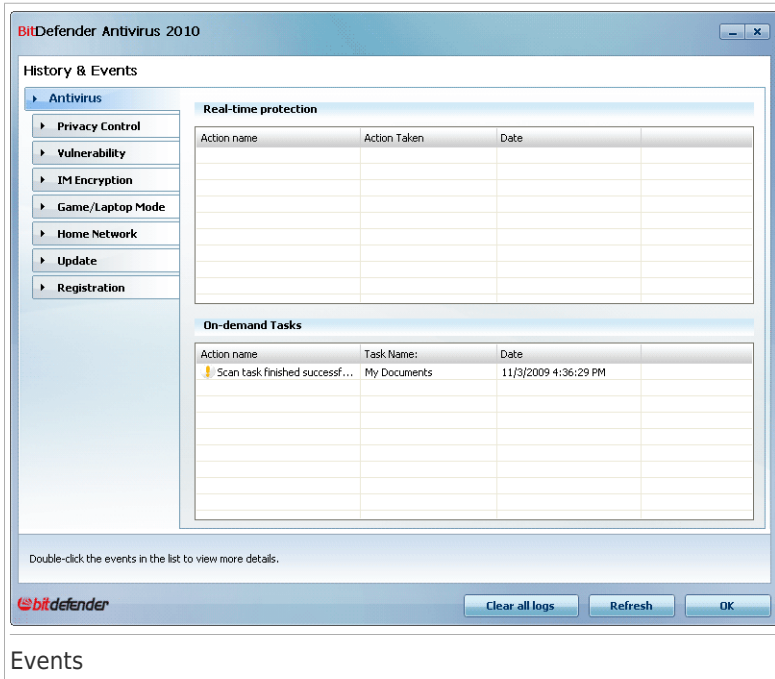 BitDefender Antivirus 2010
History & Events
Antivirus
Privacy Control
Vulnerability
IM Encryption
Game/Laptop Mode
Home Network
Update
Registration
Real-time protection
Action name Action Taken Date
On-demand Tasks
Action name Task Name: Date
Scan task finished successf... My Documents 11/3/2009 4:36:29 PM
Double-click the events in the list to view more details.
bitdefender
Clear all logs Refresh OK
Events